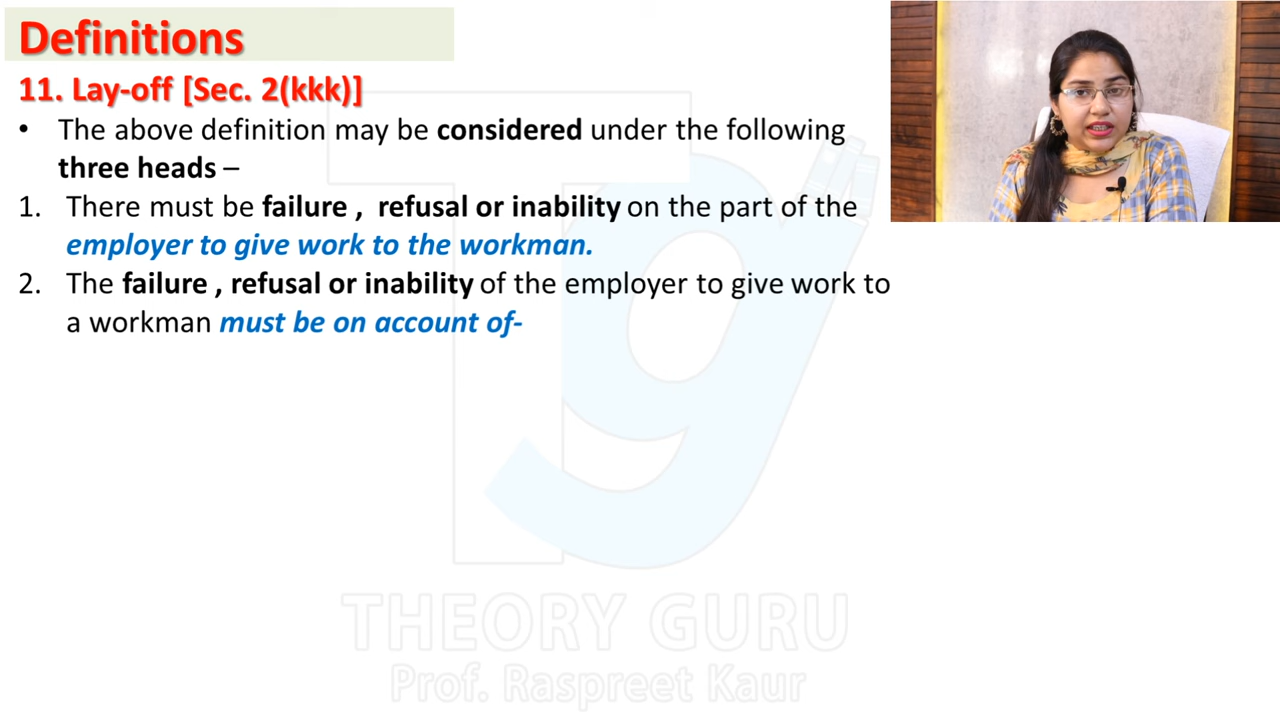 Definitions
11. Lay-off [Sec. 2(kkk)]
• The above definition may be considered under the following
three heads –
1. There must be failure , refusal or inability on the part of the
employer to give work to the workman.
2. The failure , refusal or inability of the employer to give work to
a workman must be on account of-
T9
THEORY GURU
Prof. Raspreet Kaur